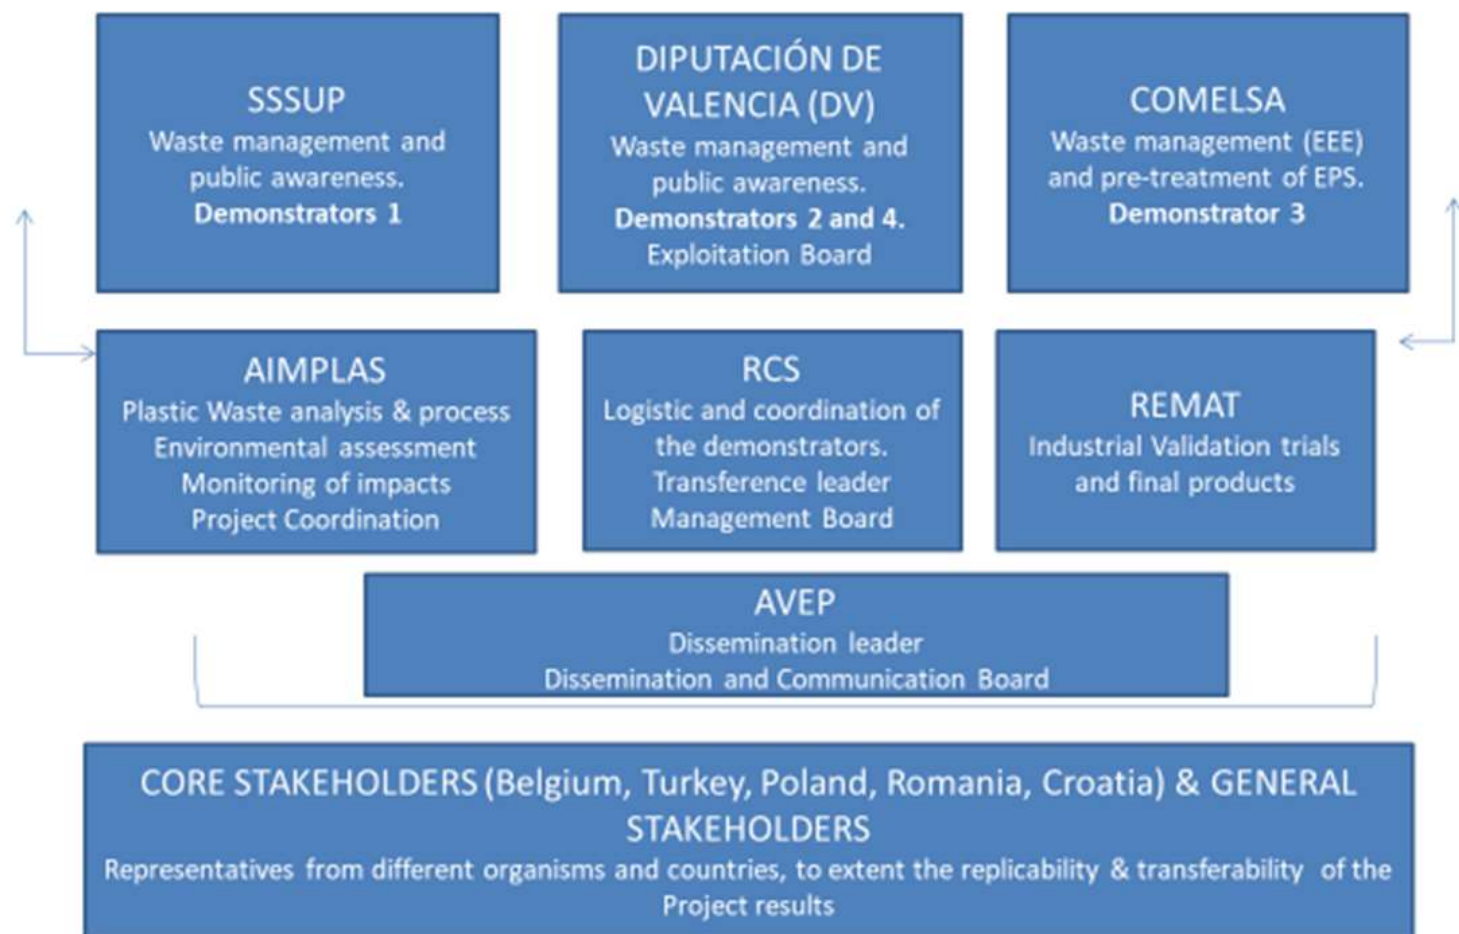 SSSUP
Waste management and
public awareness.
Demonstrators 1
DIPUTACIÓN DE
VALENCIA (DV)
Waste management and
public awareness.
Demonstrators 2 and 4.
Exploitation Board
COMELSA
Waste management (EEE)
and pre-treatment of EPS.
Demonstrator 3
AIMPLAS
Plastic Waste analysis & process
Environmental assessment
Monitoring of impacts
Project Coordination
RCS
Logistic and coordination of
the demonstrators.
Transference leader
Management Board
REMAT
Industrial Validation trials
and final products
AVEP
Dissemination leader
Dissemination and Communication Board
CORE STAKEHOLDERS (Belgium, Turkey, Poland, Romania, Croatia) & GENERAL
STAKEHOLDERS
Representatives from different organisms and countries, to extent the replicability & transferability of the
Project results